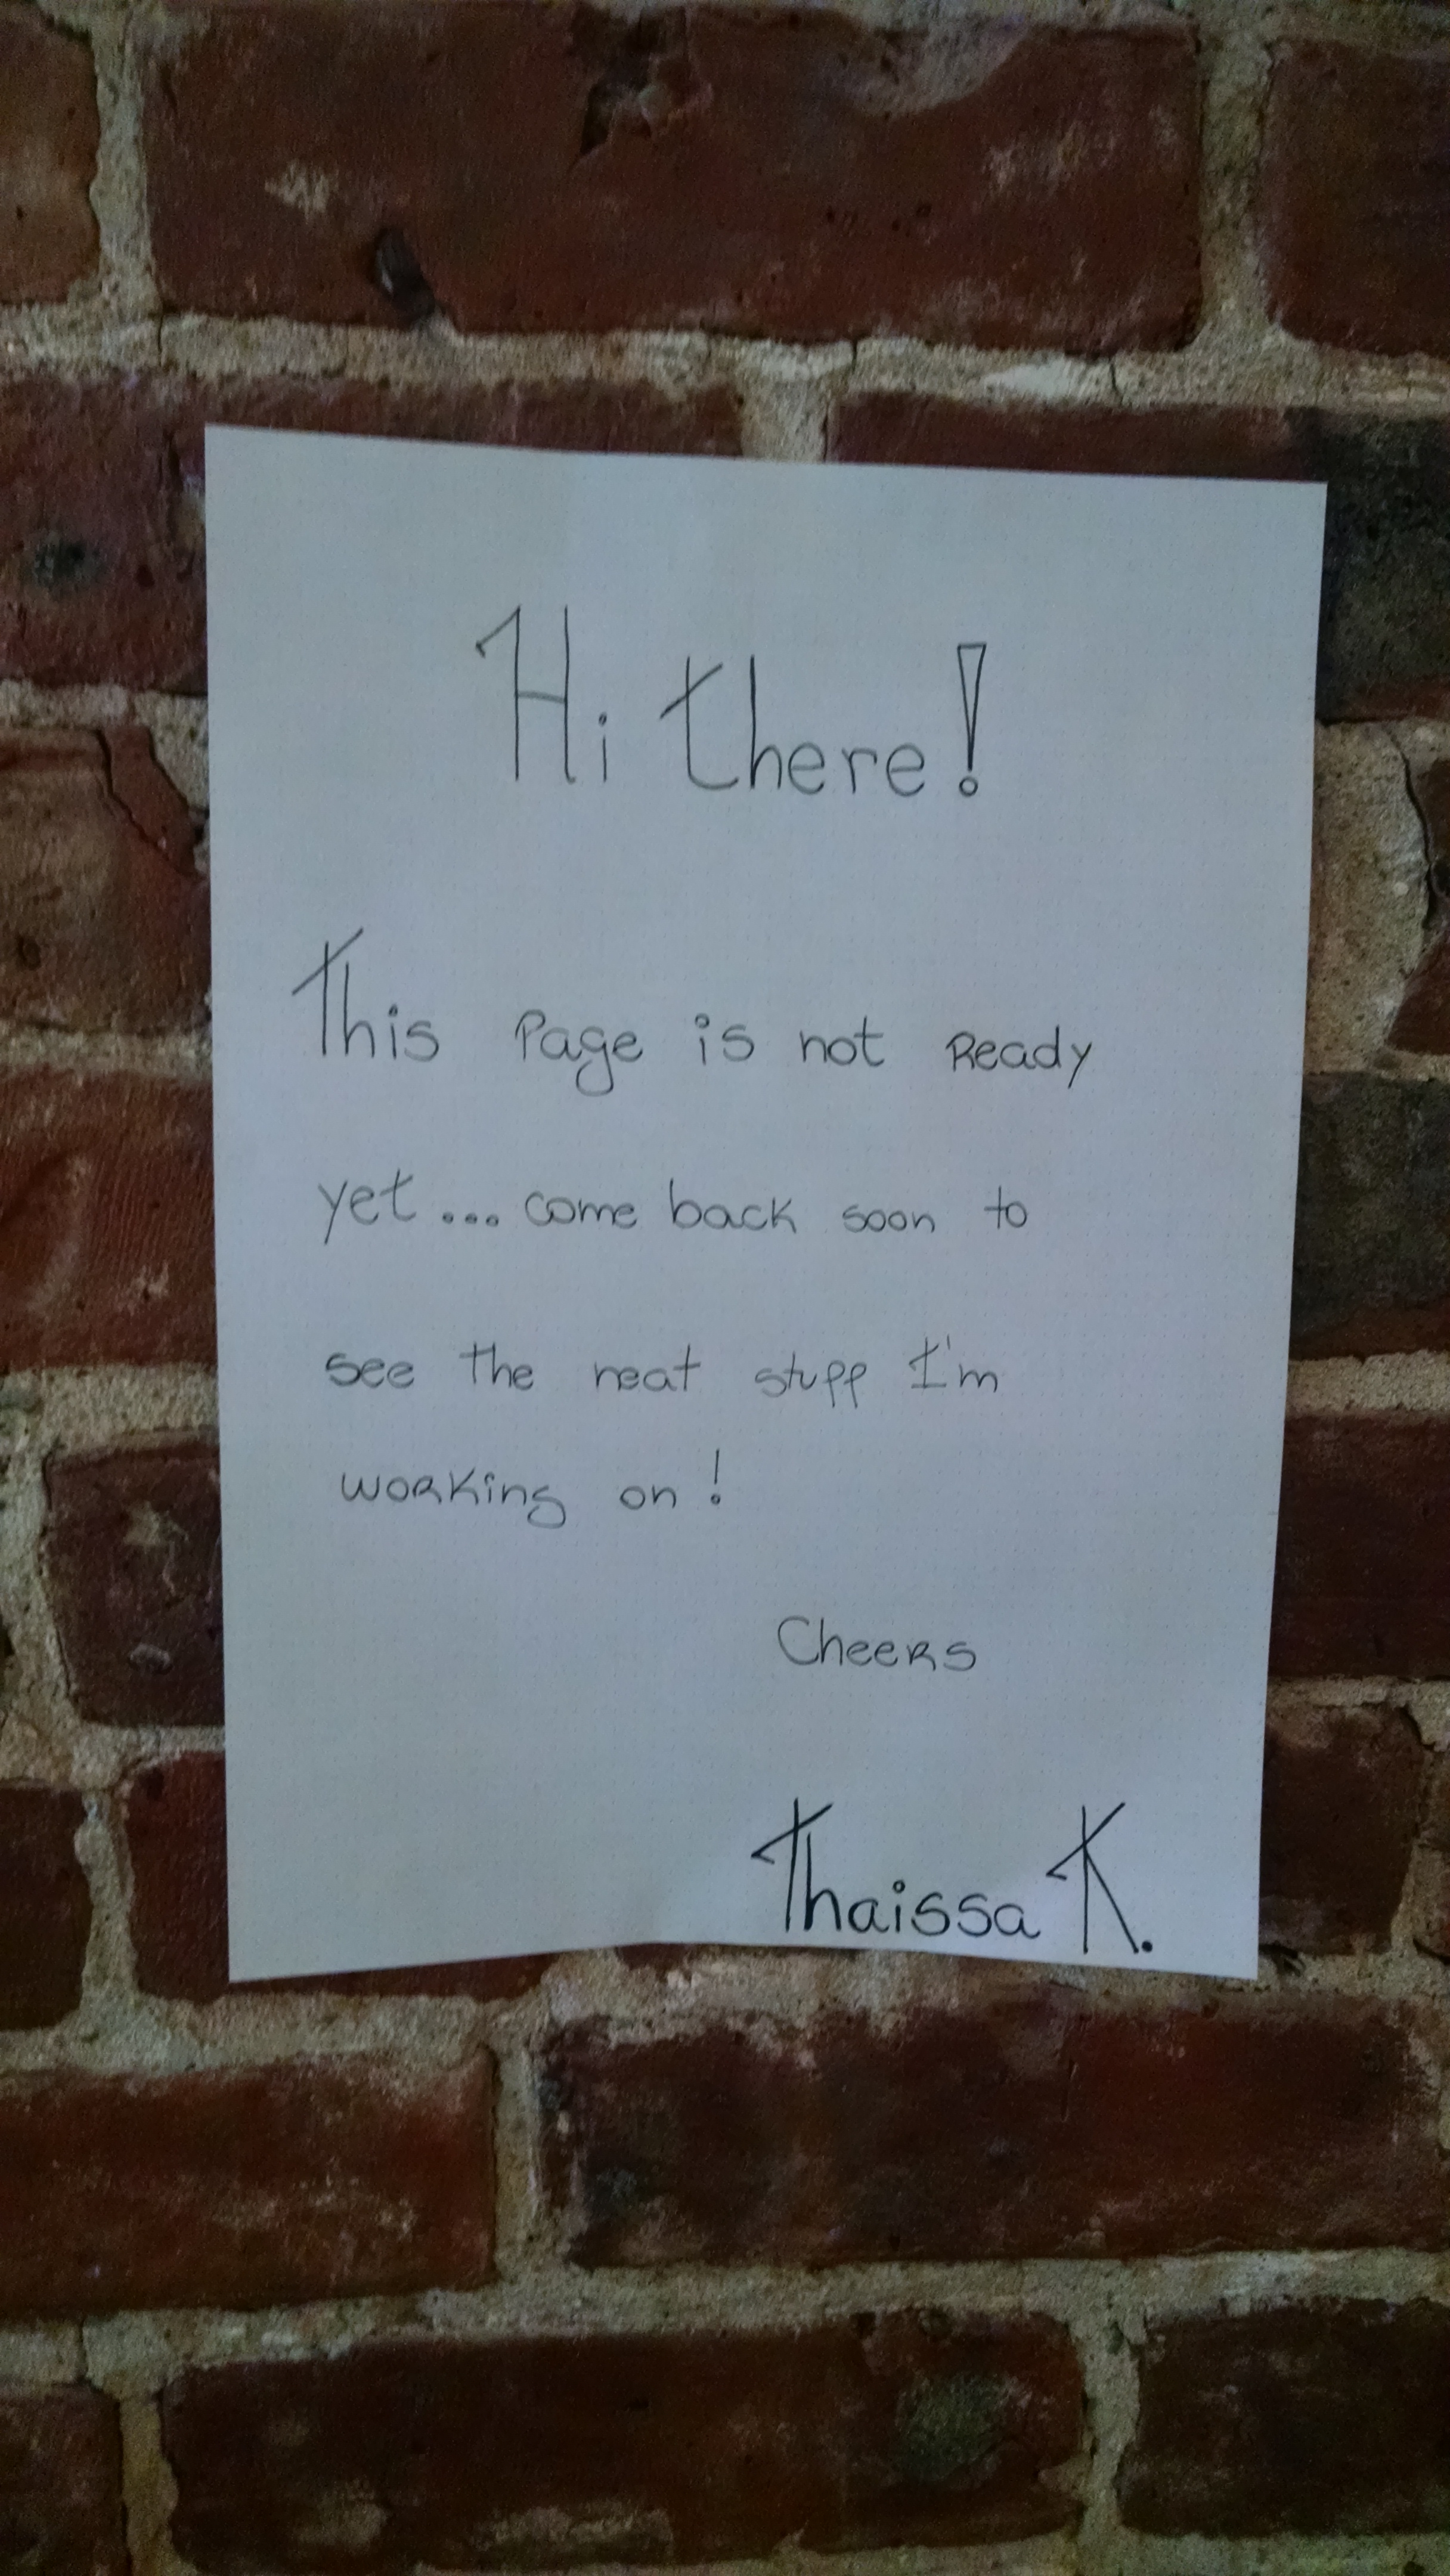 Hi there!
This Page is not Ready
yet... come back soon to
see the neat stuff I'm
working on!
Cheers
Thaissa K.